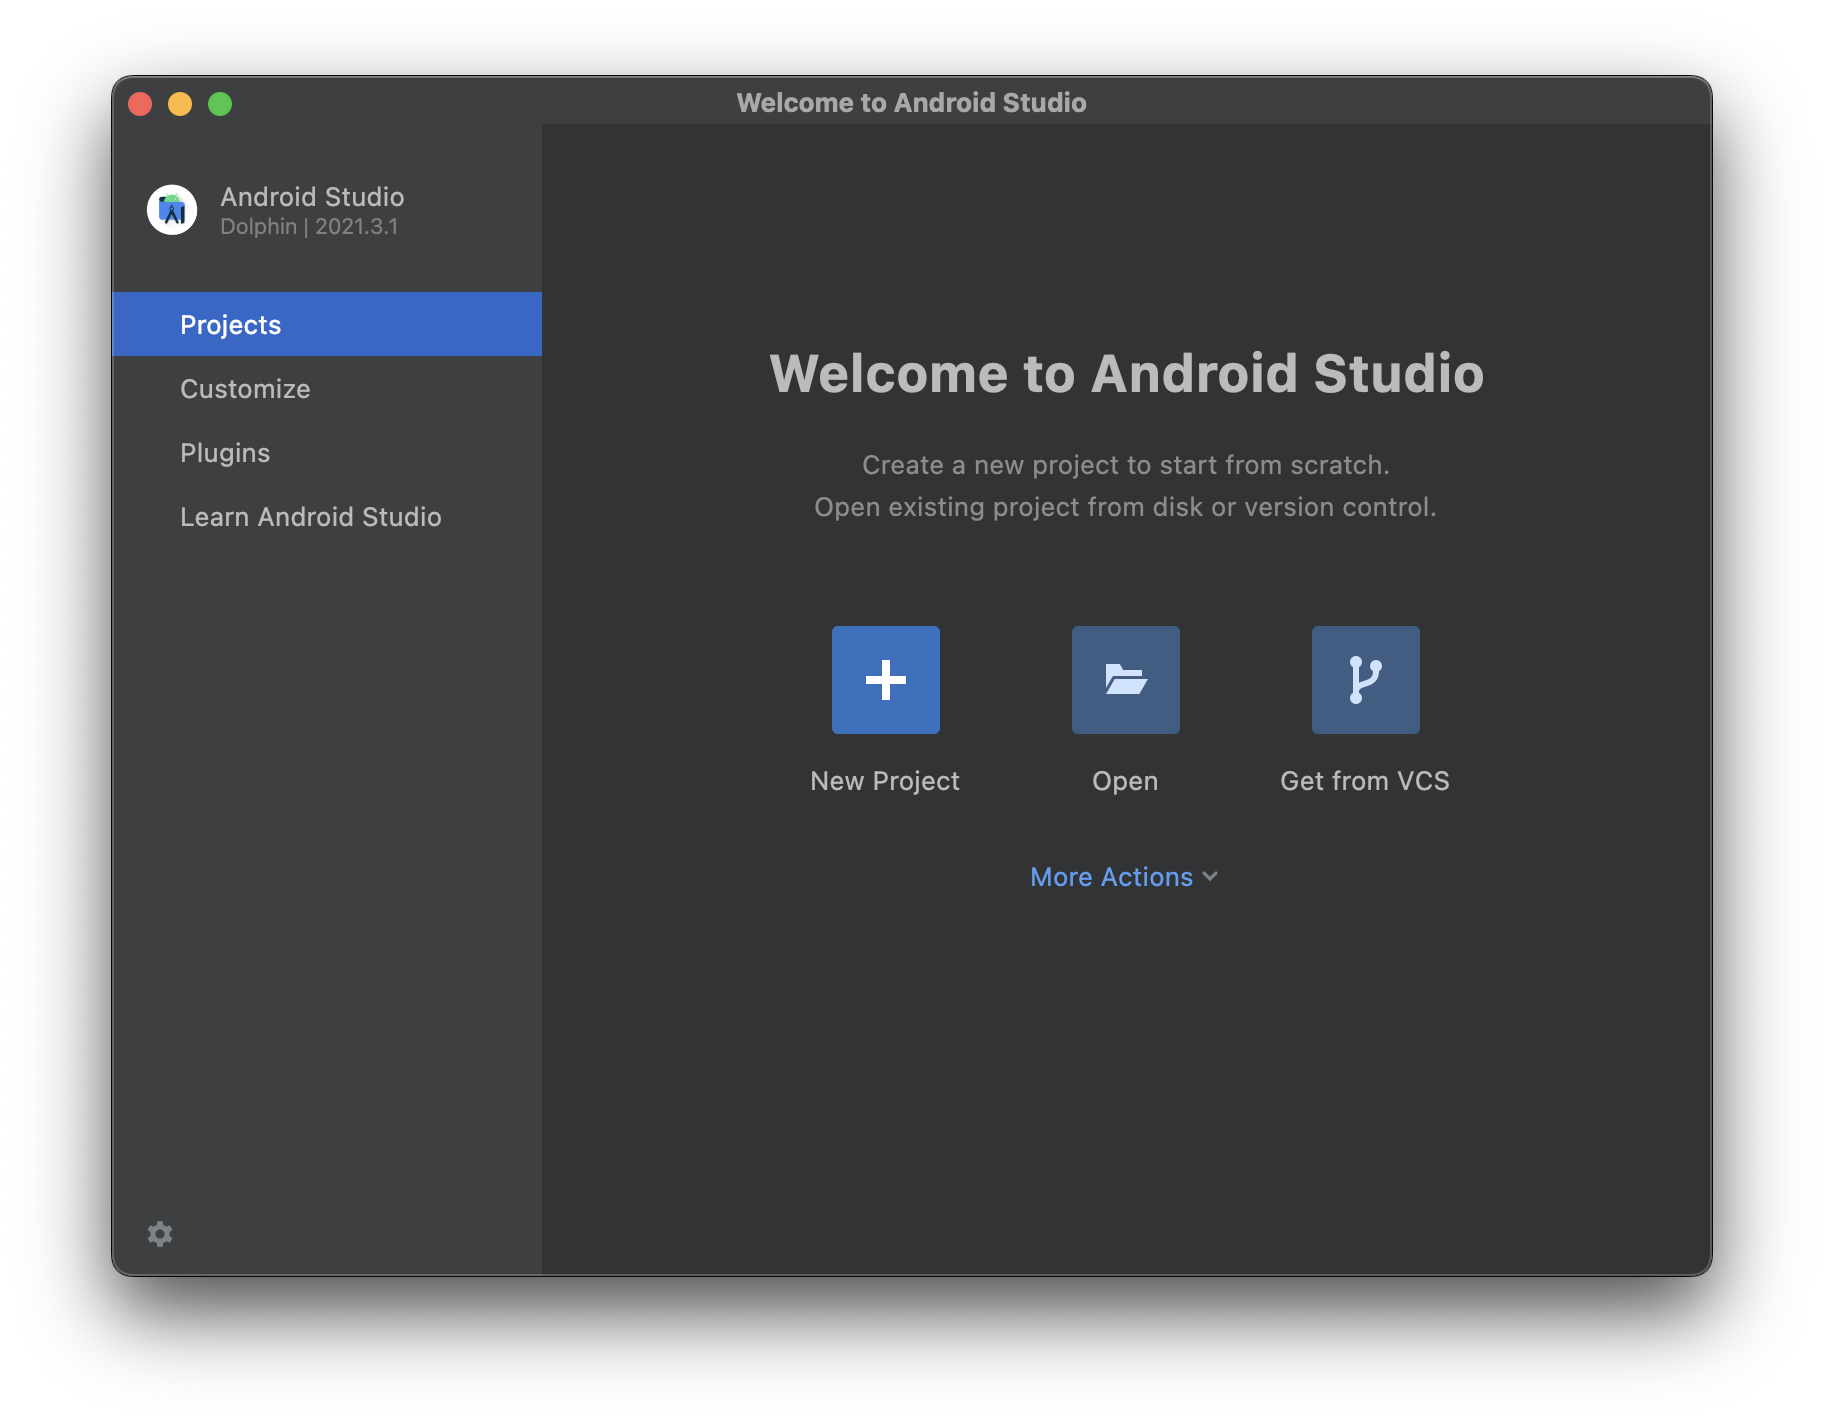 Welcome to Android Studio
Android Studio
Dolphin | 2021.3.1
Projects
Customize
Plugins
Learn Android Studio
Welcome to Android Studio
Create a new project to start from scratch.
Open existing project from disk or version control.
New Project
Open
Get from VCS
More Actions